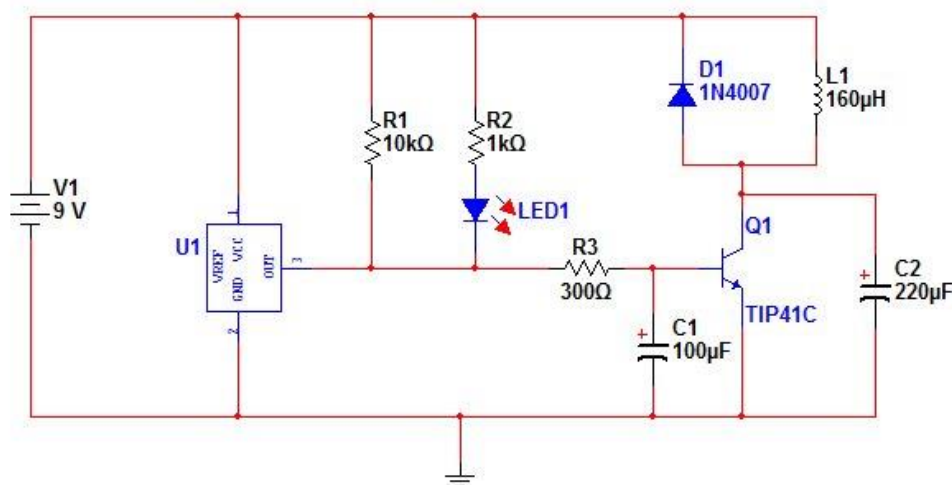 D1
1N4007
L1
160µH
R1
10kΩ
R2
1kΩ
V1
9 V
LED1
U1
VREF
VCC
GND
OUT
1
2
3
R3
300Ω
Q1
TIP41C
C1
100µF
C2
220µF
+
+